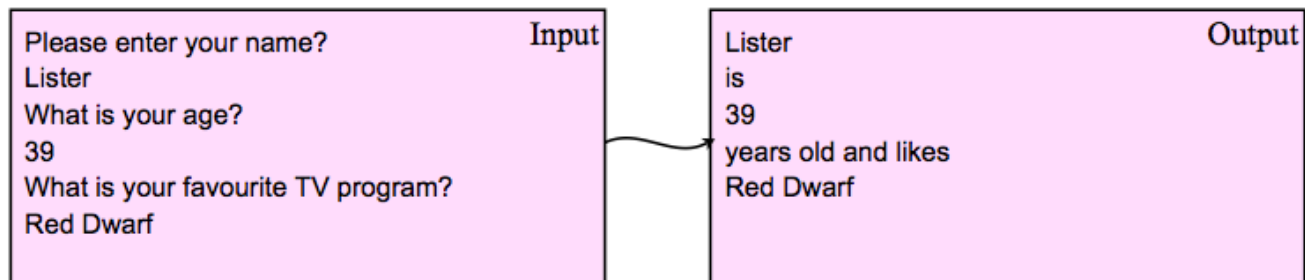 Input
Please enter your name?
Lister
What is your age?
39
What is your favourite TV program?
Red Dwarf
Output
Lister
is
39
years old and likes
Red Dwarf